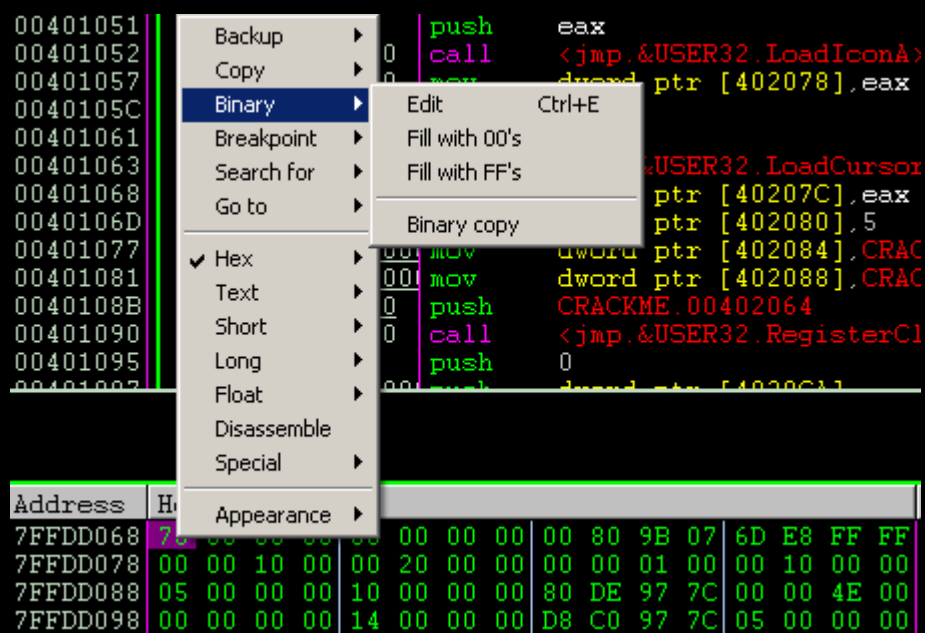 00401051 push eax
00401052 0 call <jmp.&USER32.LoadIconA>
00401057 dword ptr [402078],eax
0040105C
00401061
00401063 &USER32.LoadCursor
00401068 ptr [40207C],eax
0040106D ptr [402080],5
00401077 mov dword ptr [402084],CRAC
00401081 00 mov dword ptr [402088],CRAC
0040108B 0 push CRACKME.00402064
00401090 0 call <jmp.&USER32.RegisterCl
00401095 push 0
Backup
Copy
Binary
Breakpoint
Search for
Go to
Hex
Text
Short
Long
Float
Disassemble
Special
Appearance
Edit Ctrl+E
Fill with 00's
Fill with FF's
Binary copy
Address
7FFDD068 00 00 00 00 80 9B 07 6D E8 FF FF
7FFDD078 00 00 10 00 00 20 00 00 00 00 01 00 00 10 00 00
7FFDD088 05 00 00 00 10 00 00 00 80 DE 97 7C 00 00 4E 00
7FFDD098 00 00 00 00 14 00 00 00 D8 C0 97 7C 05 00 00 00